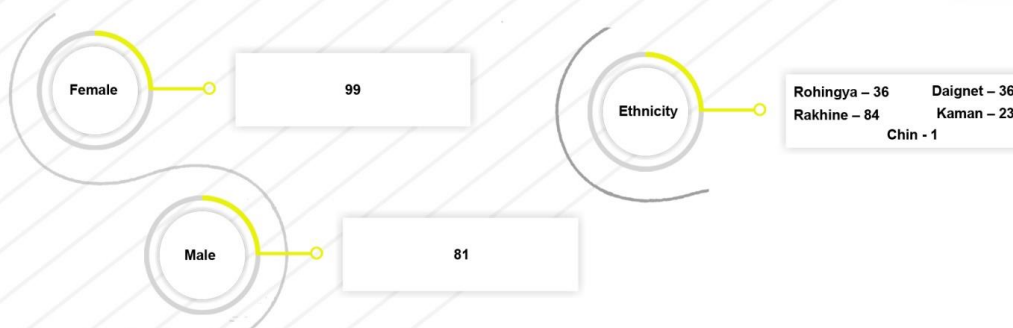 Female
99
Male
81
Ethnicity
Rohingya – 36 Daignet – 36
Rakhine – 84 Kaman – 23
Chin - 1